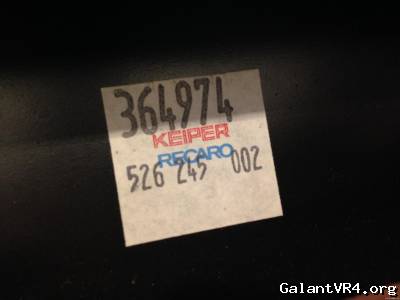 364974
KEIPER
RECARO
526 245 002
GalantVR4.org